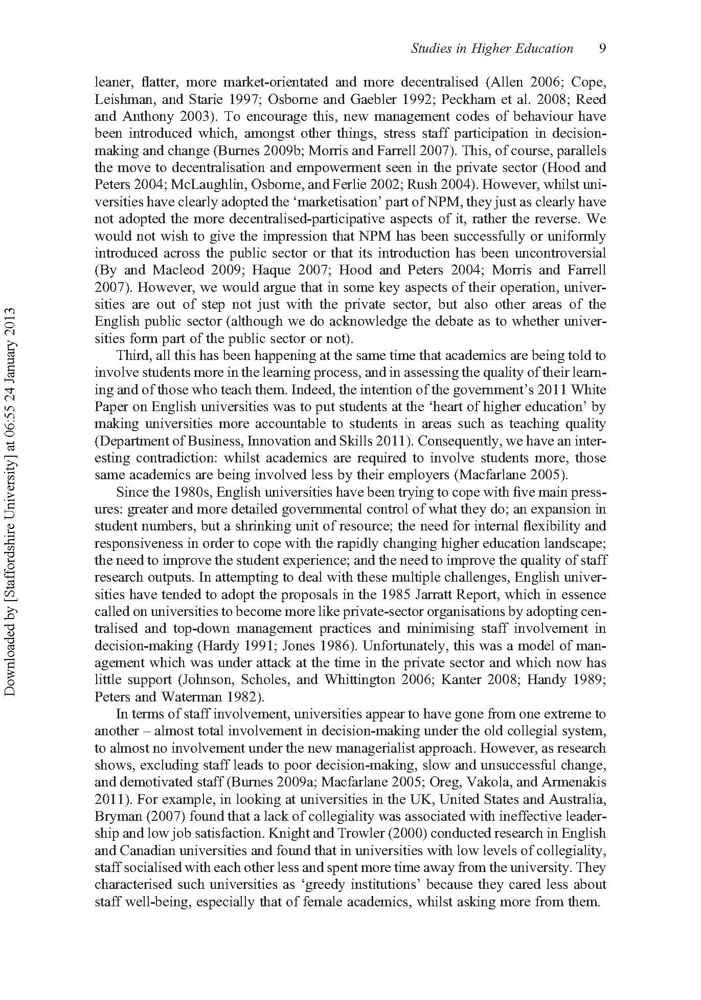 Studies in Higher Education 9
leaner, flatter, more market-orientated and more decentralised (Allen 2006; Cope,
Leishman, and Starie 1997; Osborne and Gaebler 1992; Peckham et al. 2008; Reed
and Anthony 2003). To encourage this, new management codes of behaviour have
been introduced which, amongst other things, stress staff participation in decision-
making and change (Burnes 2009b; Morris and Farrell 2007). This, of course, parallels
the move to decentralisation and empowerment seen in the private sector (Hood and
Peters 2004; McLaughlin, Osborne, and Ferlie 2002; Rush 2004). However, whilst uni-
versities have clearly adopted the ‘marketisation’ part of NPM, they just as clearly have
not adopted the more decentralised-participative aspects of it, rather the reverse. We
would not wish to give the impression that NPM has been successfully or uniformly
introduced across the public sector or that its introduction has been uncontroversial
(By and Macleod 2009; Haque 2007; Hood and Peters 2004; Morris and Farrell
2007). However, we would argue that in some key aspects of their operation, univer-
sities are out of step not just with the private sector, but also other areas of the
English public sector (although we do acknowledge the debate as to whether univer-
sities form part of the public sector or not).
Third, all this has been happening at the same time that academics are being told to
involve students more in the learning process, and in assessing the quality of their learn-
ing and of those who teach them. Indeed, the intention of the government’s 2011 White
Paper on English universities was to put students at the ‘heart of higher education’ by
making universities more accountable to students in areas such as teaching quality
(Department of Business, Innovation and Skills 2011). Consequently, we have an inter-
esting contradiction: whilst academics are required to involve students more, those
same academics are being involved less by their employers (Macfarlane 2005).
Since the 1980s, English universities have been trying to cope with five main press-
ures: greater and more detailed governmental control of what they do; an expansion in
student numbers, but a shrinking unit of resource; the need for internal flexibility and
responsiveness in order to cope with the rapidly changing higher education landscape;
the need to improve the student experience; and the need to improve the quality of staff
research outputs. In attempting to deal with these multiple challenges, English univer-
sities have tended to adopt the proposals in the 1985 Jarratt Report, which in essence
called on universities to become more like private-sector organisations by adopting cen-
tralised and top-down management practices and minimising staff involvement in
decision-making (Hardy 1991; Jones 1986). Unfortunately, this was a model of man-
agement which was under attack at the time in the private sector and which now has
little support (Johnson, Scholes, and Whittington 2006; Kanter 2008; Handy 1989;
Peters and Waterman 1982).
In terms of staff involvement, universities appear to have gone from one extreme to
another – almost total involvement in decision-making under the old collegial system,
to almost no involvement under the new managerialist approach. However, as research
shows, excluding staff leads to poor decision-making, slow and unsuccessful change,
and demotivated staff (Burnes 2009a; Macfarlane 2005; Oreg, Vakola, and Armenakis
2011). For example, in looking at universities in the UK, United States and Australia,
Bryman (2007) found that a lack of collegiality was associated with ineffective leader-
ship and low job satisfaction. Knight and Trowler (2000) conducted research in English
and Canadian universities and found that in universities with low levels of collegiality,
staff socialised with each other less and spent more time away from the university. They
characterised such universities as ‘greedy institutions’ because they cared less about
staff well-being, especially that of female academics, whilst asking more from them.
Downloaded by [Staffordshire University] at 06:55 24 January 2013